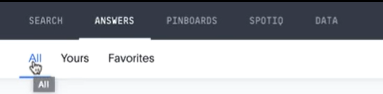 SEARCH ANSWERS PINBOARDS SPOTIQ DATA
All Yours Favorites
All